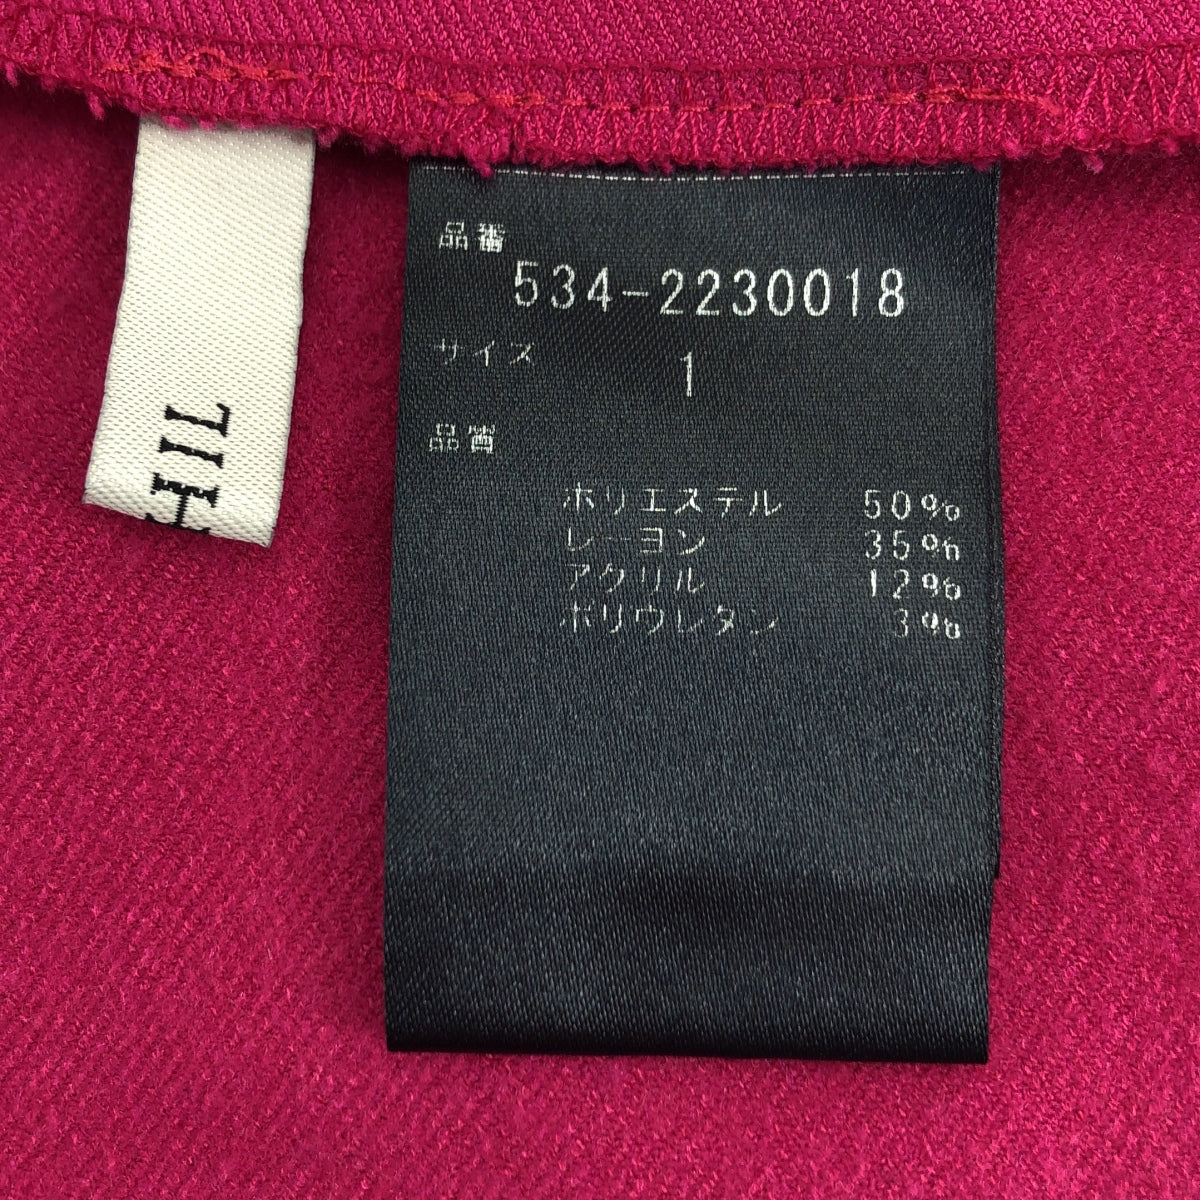 品番
534-2230018
サイズ 1
品質
ポリエステル 50%
レーヨン 35%
アクリル 12%
ポリウレタン 3%